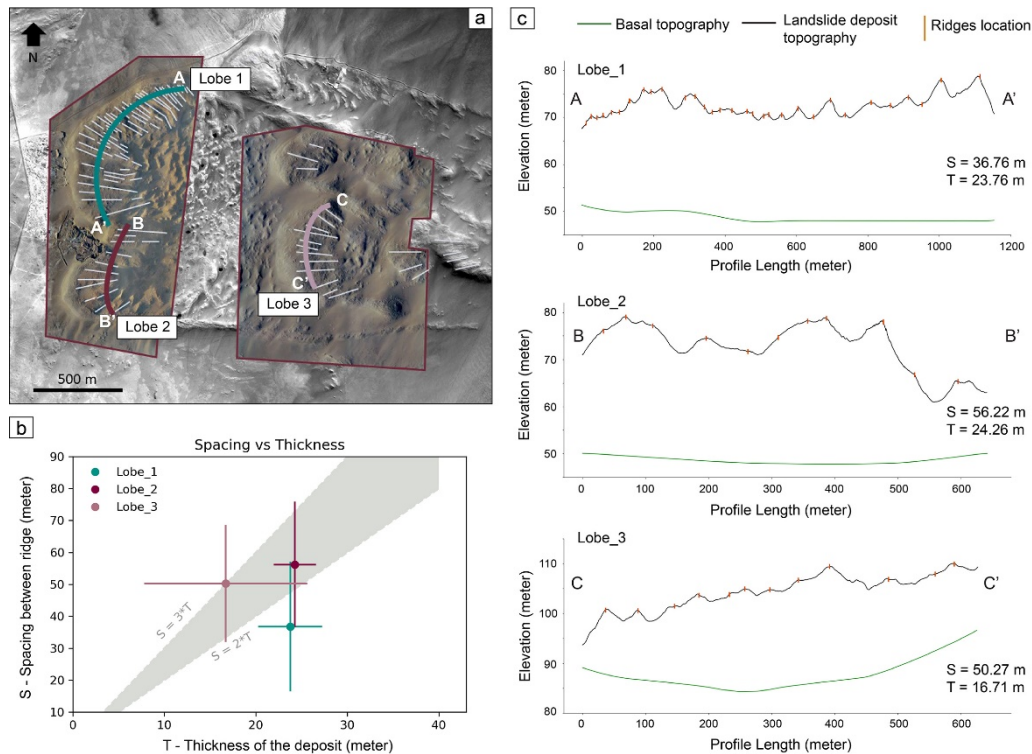 a
N
A
Lobe 1
A'
B
B'
Lobe 2
C
C'
Lobe 3
500 m
b
Spacing vs Thickness
Lobe_1
Lobe_2
Lobe_3
S = 3*T
S = 2*T
90
80
70
60
50
40
30
20
10
0
10
20
30
40
S - Spacing between ridge (meter)
T - Thickness of the deposit (meter)
c
Basal topography
Landslide deposit
topography
Ridges location
Lobe_1
A
A'
80
70
60
50
Elevation (meter)
S = 36.76 m
T = 23.76 m
0
200
400
600
800
1000
1200
Profile Length (meter)
Lobe_2
B
B'
80
70
60
50
Elevation (meter)
S = 56.22 m
T = 24.26 m
0
100
200
300
400
500
600
Profile Length (meter)
Lobe_3
C
C'
110
100
90
80
Elevation (meter)
S = 50.27 m
T = 16.71 m
0
100
200
300
400
500
600
Profile Length (meter)